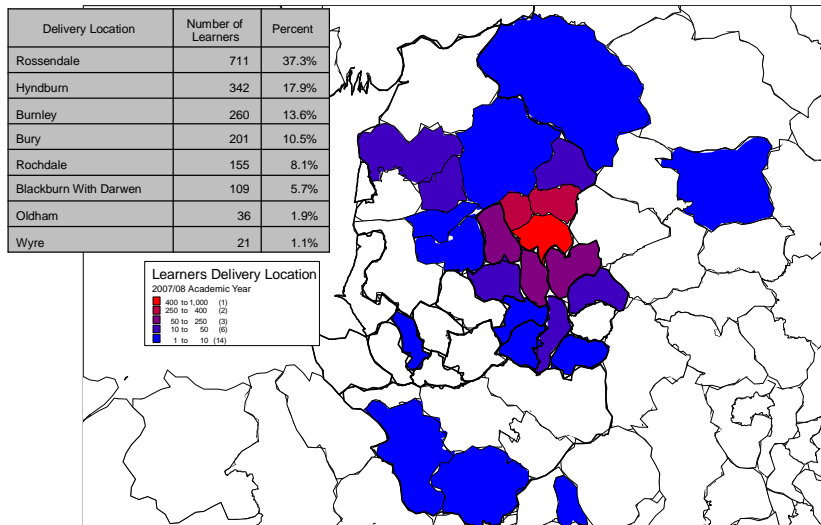 Delivery Location Number of Learners Percent
Rossendale 711 37.3%
Hyndburn 342 17.9%
Burnley 260 13.6%
Bury 201 10.5%
Rochdale 155 8.1%
Blackburn With Darwen 109 5.7%
Oldham 36 1.9%
Wyre 21 1.1%
Learners Delivery Location
2007/08 Academic Year
400 to 1,000 (1)
250 to 400 (2)
50 to 250 (3)
10 to 50 (6)
1 to 10 (14)